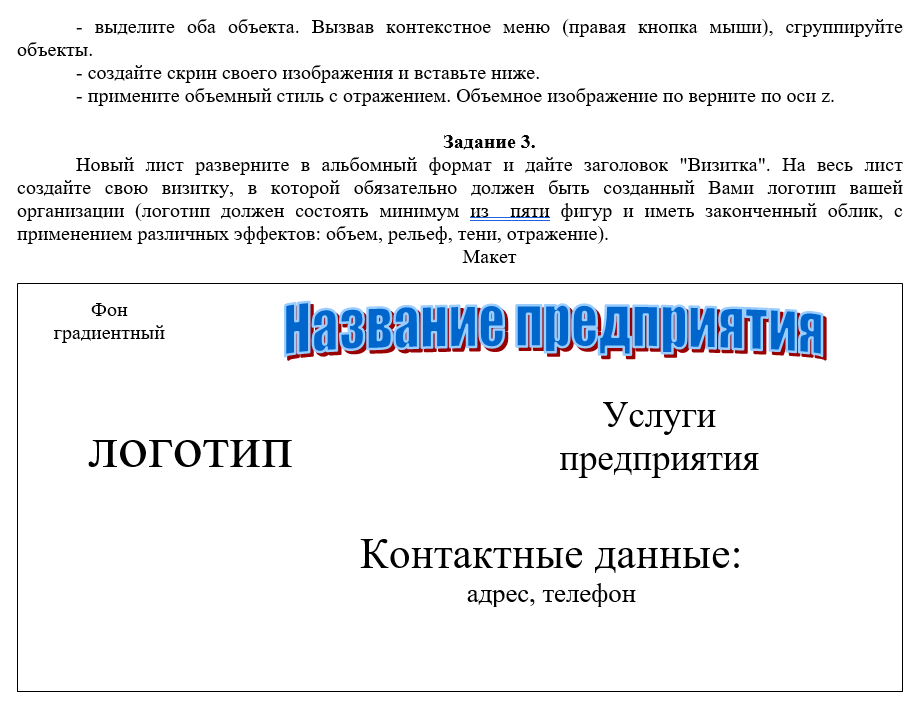 - выделите оба объекта. Вызвав контекстное меню (правая кнопка мыши), сгруппируйте
объекты.
- создайте скрин своего изображения и вставьте ниже.
- примените объемный стиль с отражением. Объемное изображение по верните по оси z.
Задание 3.
Новый лист разверните в альбомный формат и дайте заголовок "Визитка". На весь лист
создайте свою визитку, в которой обязательно должен быть созданный Вами логотип вашей
организации (логотип должен состоять минимум из пяти фигур и иметь законченный облик, с
применением различных эффектов: объем, рельеф, тени, отражение).
Макет
Фон
градиентный
Название предприятия
Услуги
предприятия
логотип
Контактные данные:
адрес, телефон